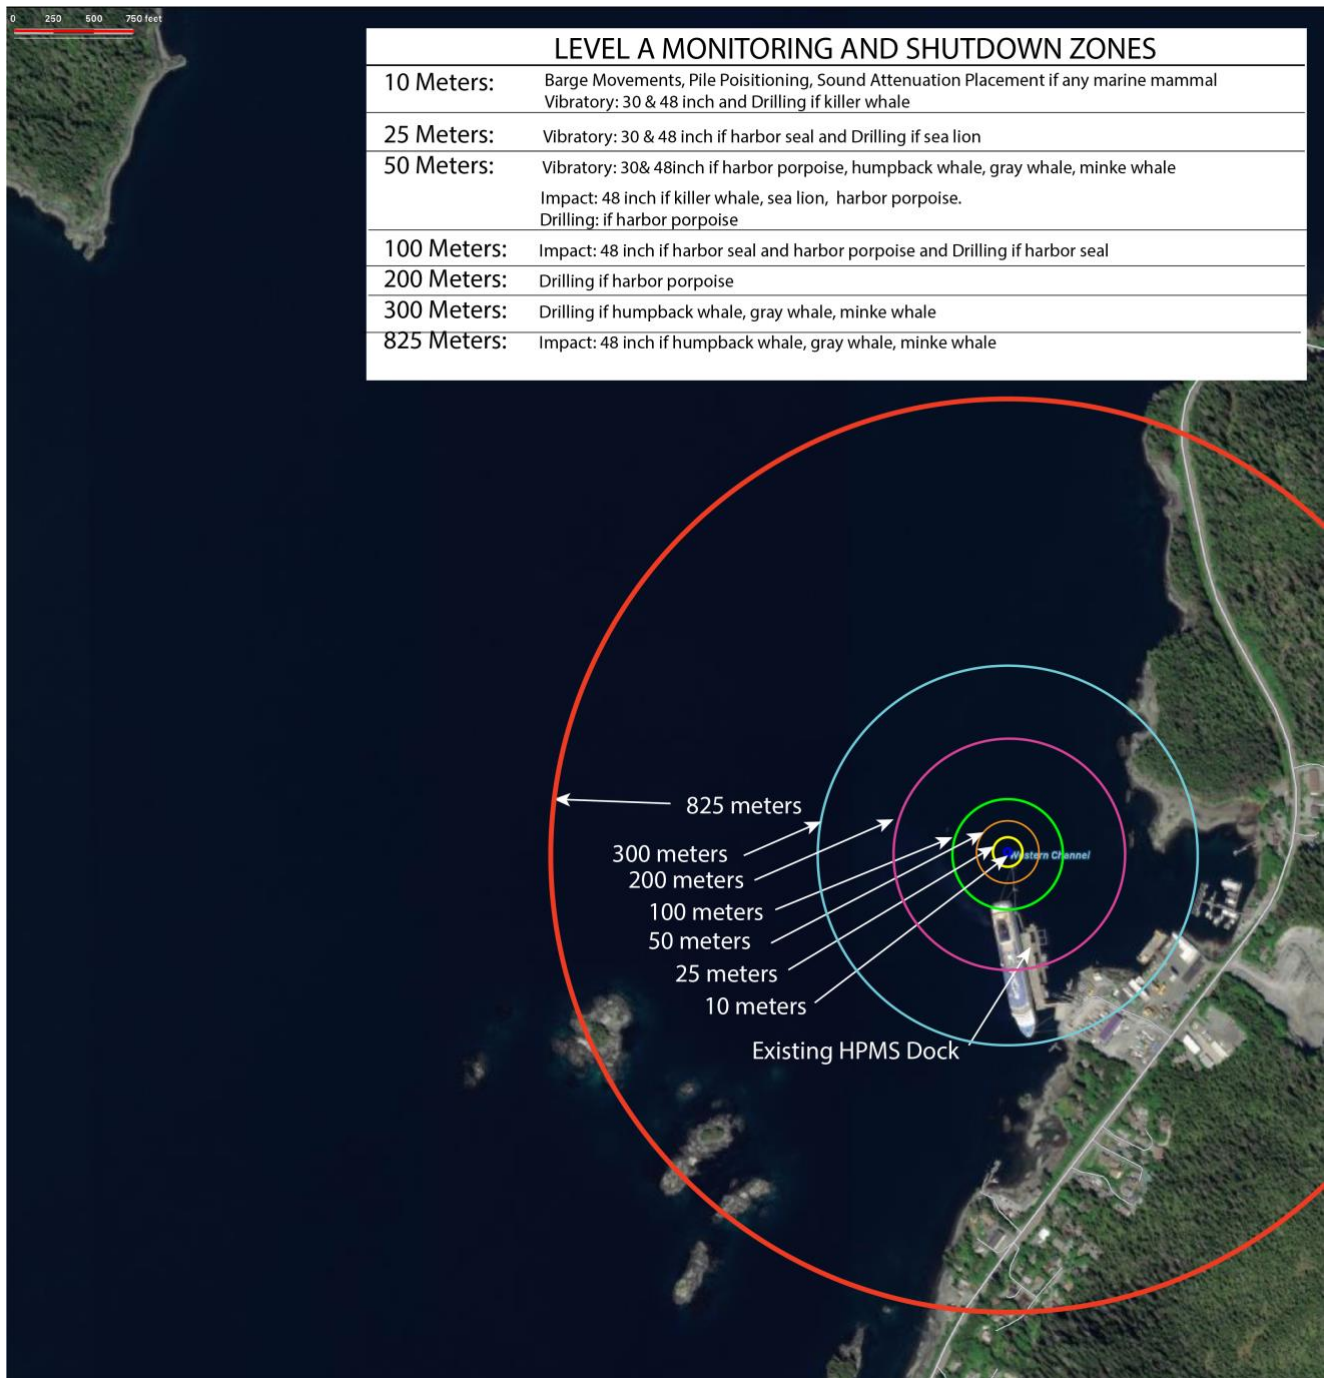 0 250 500 750 feet
LEVEL A MONITORING AND SHUTDOWN ZONES
10 Meters: Barge Movements, Pile Poisitioning, Sound Attenuation Placement if any marine mammal
Vibratory: 30 & 48 inch and Drilling if killer whale
25 Meters: Vibratory: 30 & 48 inch if harbor seal and Drilling if sea lion
50 Meters: Vibratory: 30& 48inch if harbor porpoise, humpback whale, gray whale, minke whale
Impact: 48 inch if killer whale, sea lion, harbor porpoise.
Drilling: if harbor porpoise
100 Meters: Impact: 48 inch if harbor seal and harbor porpoise and Drilling if harbor seal
200 Meters: Drilling if harbor porpoise
300 Meters: Drilling if humpback whale, gray whale, minke whale
825 Meters: Impact: 48 inch if humpback whale, gray whale, minke whale
825 meters
300 meters
Western Channel
200 meters
100 meters
50 meters
25 meters
10 meters
Existing HPMS Dock